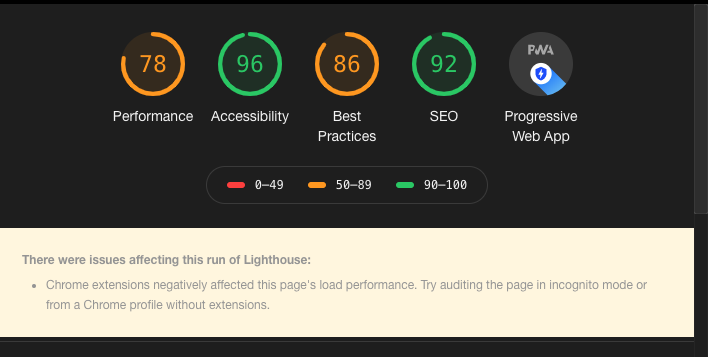 78 96 86 92 PWA
Performance Accessibility Best Practices SEO Progressive Web App
0–49 50–89 90–100
There were issues affecting this run of Lighthouse:
• Chrome extensions negatively affected this page's load performance. Try auditing the page in incognito mode or
from a Chrome profile without extensions.